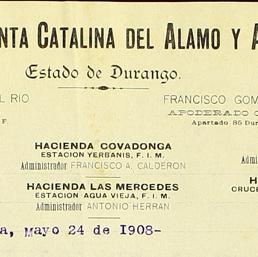 NTA CATALINA DEL ALAMO Y A
Estado de Durango.
L RIO
FRANCISCO GOM
APODERADO G
F.
Apartado 85 Dur
HACIENDA COVADONGA
ESTACION YERBANIS, F. I. M.
Adm
Administrador FRANCISCO A. CALDERON
HACIENDA LAS MERCEDES
H
ESTACION AGUA VIEJA, F. I. M.
CRUCE
Administrador ANTONIO HERRAN
Ad
a, Mayo 24 de 1908-